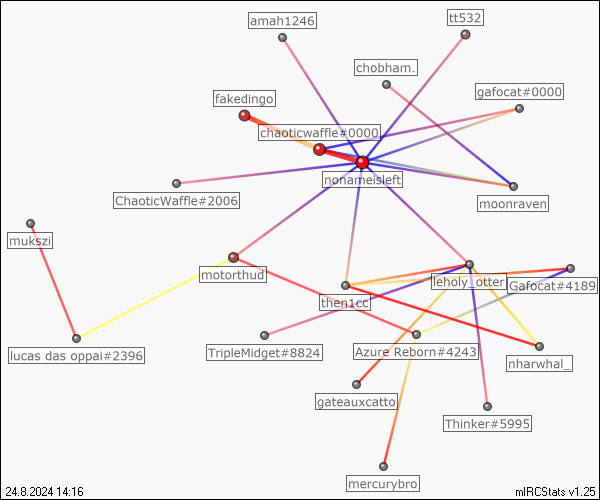 amah1246
tt532
chobham.
gafocat#0000
fakedingo
chaoticwaffle#0000
nonameisleft
ChaoticWaffle#2006
moonraven
mukszi
motorthud
leholy_otter
Gafocat#4189
then1cc
lucas das oppai#2396
TripleMidget#8824
Azure Reborn#4243
nharwhal_
gateauxcatto
Thinker#5995
mercurybro
24.8.2024 14:16
mIRCStats v1.25